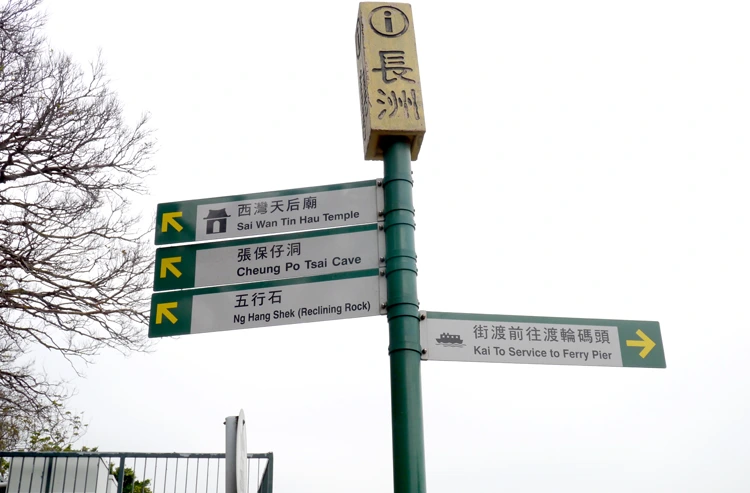 i
長
洲
西灣天后廟
Sai Wan Tin Hau Temple
張保仔洞
Cheung Po Tsai Cave
五行石
Ng Hang Shek (Reclining Rock)
街渡前往渡輪碼頭
Kai To Service to Ferry Pier